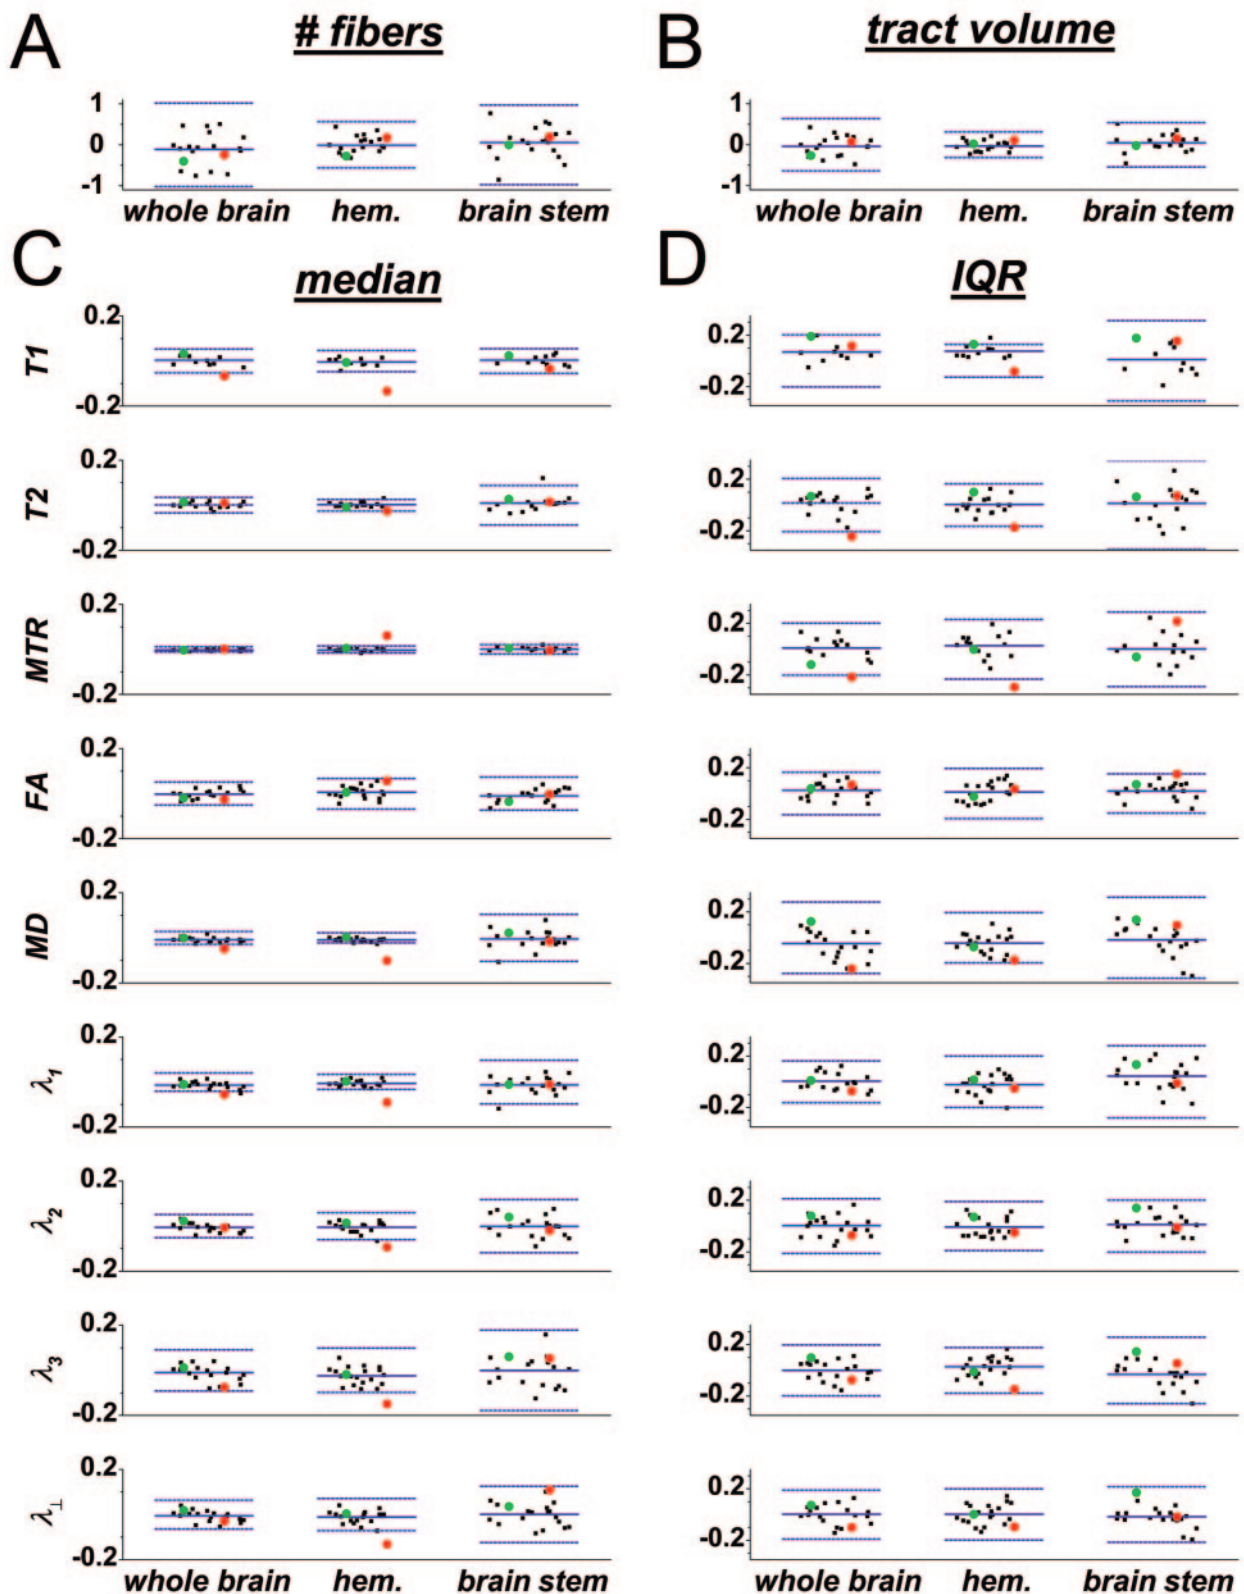 A # fibers B tract volume
1 1
0 0
-1 -1
whole brain hem. brain stem whole brain hem. brain stem
C median D IQR
T1 0.2 -0.2 0.2 -0.2
T2 0.2 -0.2 0.2 -0.2
MTR 0.2 -0.2 0.2 -0.2
FA 0.2 -0.2 0.2 -0.2
MD 0.2 -0.2 0.2 -0.2
λ1 0.2 -0.2 0.2 -0.2
λ2 0.2 -0.2 0.2 -0.2
λ3 0.2 -0.2 0.2 -0.2
λ⊥ 0.2 -0.2 0.2 -0.2
whole brain hem. brain stem whole brain hem. brain stem